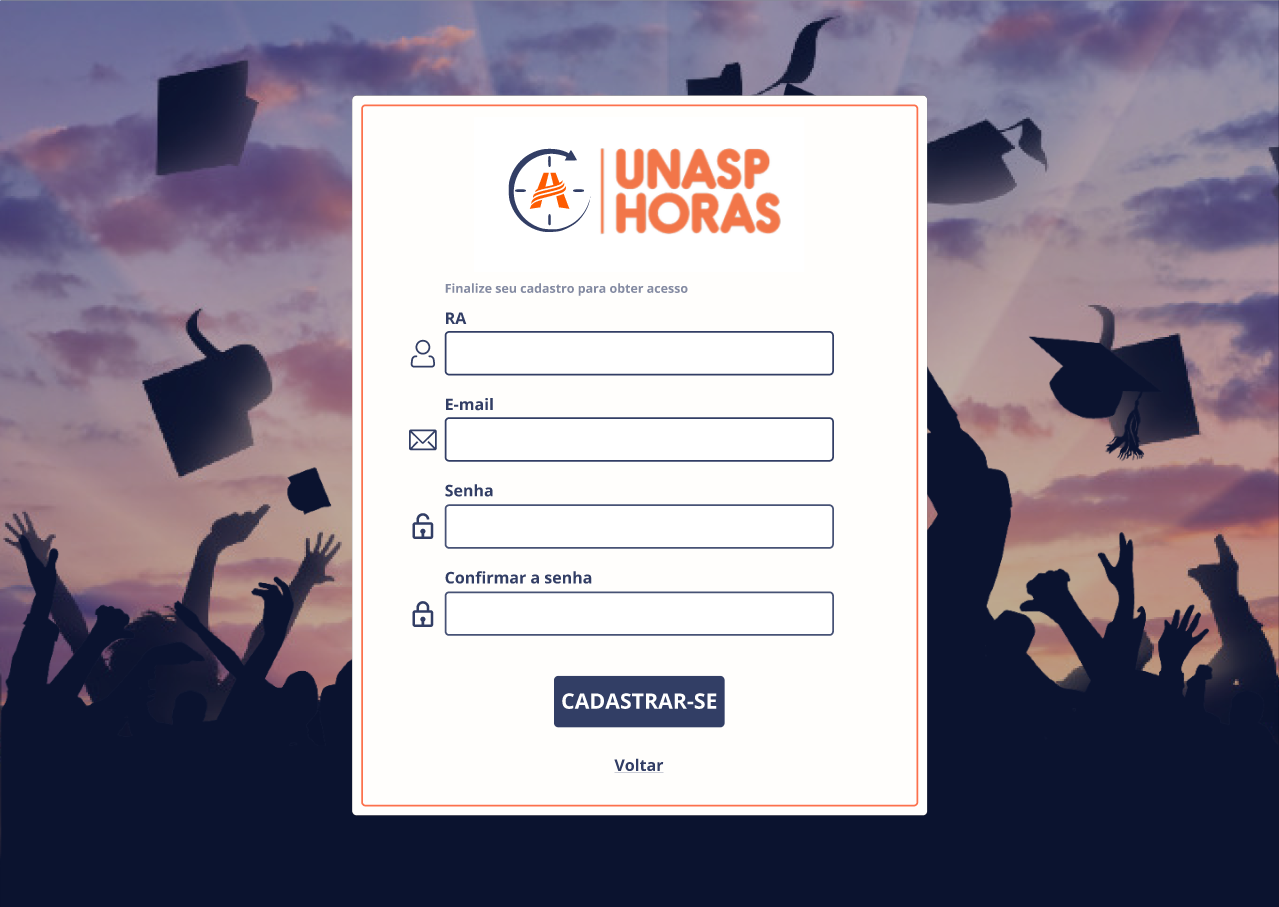 UNASP
HORAS
Finalize seu cadastro para obter acesso
RA
E-mail
Senha
Confirmar a senha
CADASTRAR-SE
Voltar